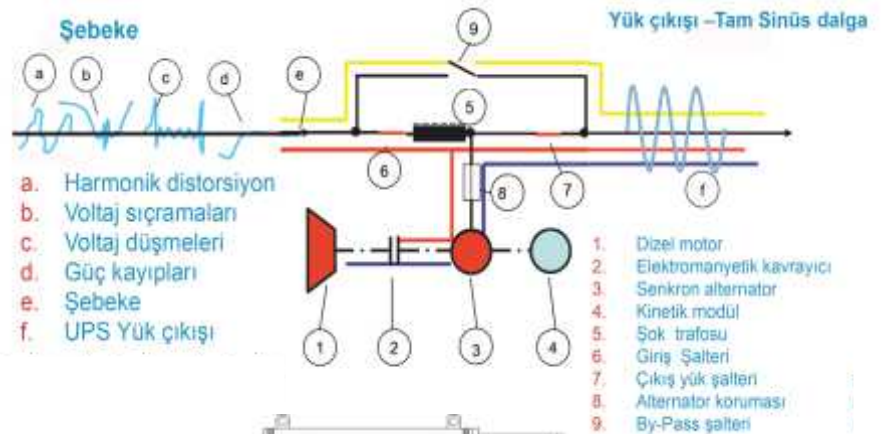 Şebeke
Yük çıkışı –Tam Sinüs dalga
9
a
b
c
d
e
5
6
8
7
f
a. Harmonik distorsiyon
b. Voltaj sıçramaları
c. Voltaj düşmeleri
d. Güç kayıpları
e. Şebeke
f. UPS Yük çıkışı
1
2
3
4
1. Dizel motor
2. Elektromanyetik kavrayıcı
3. Senkron alternatör
4. Kinetik modül
5. Şok trafosu
6. Giriş Şalteri
7. Çıkış yük şalteri
8. Alternatör koruması
9. By-Pass şalteri